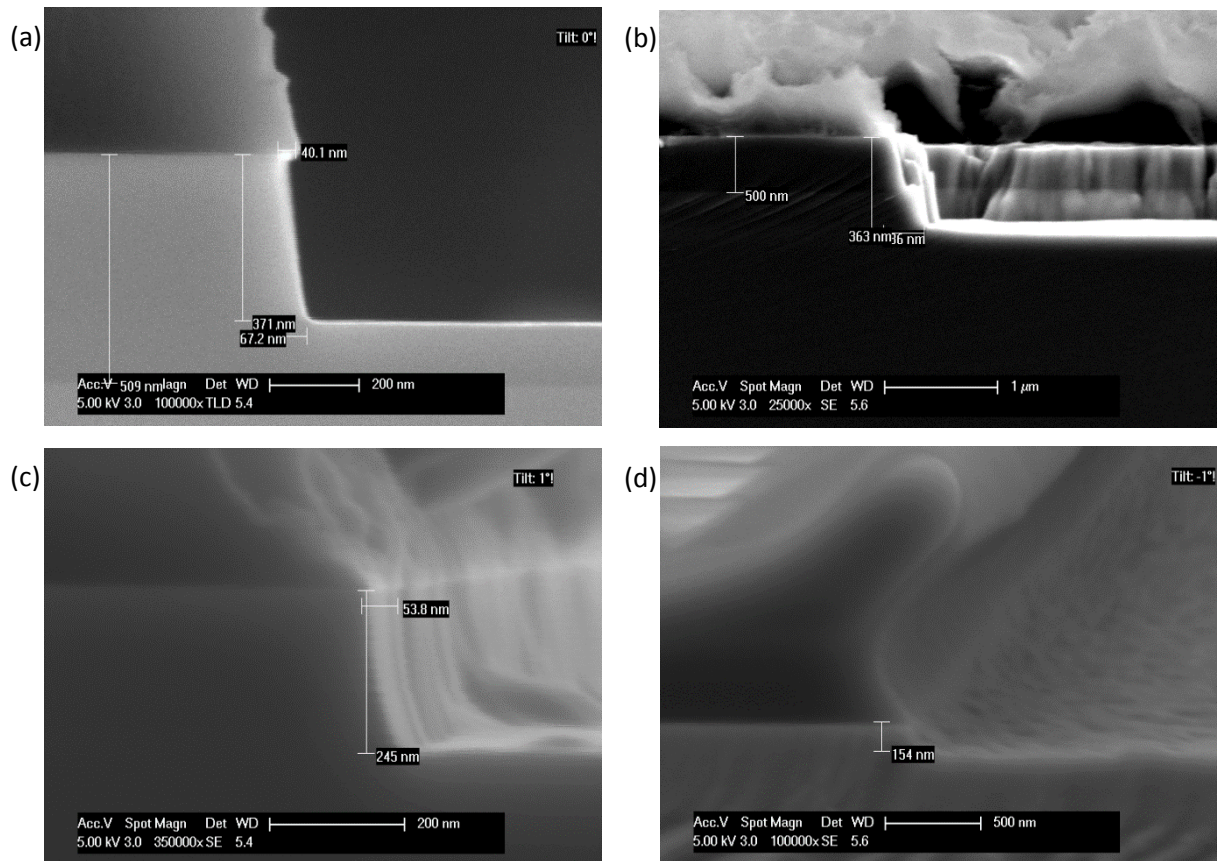 (a)
Tilt: 0°!
40.1 nm
371 nm
67.2 nm
509 nm
Acc.V magn Det WD 200 nm
5.00 kV 3.0 100000x TLD 5.4
(b)
500 nm
363 nm 36 nm
Acc.V Spot Magn Det WD 1 µm
5.00 kV 3.0 25000x SE 5.6
(c)
Tilt: 1°!
53.8 nm
245 nm
Acc.V Spot Magn Det WD 200 nm
5.00 kV 3.0 350000x SE 5.4
(d)
Tilt: -1°!
154 nm
Acc.V Spot Magn Det WD 500 nm
5.00 kV 3.0 100000x SE 5.6